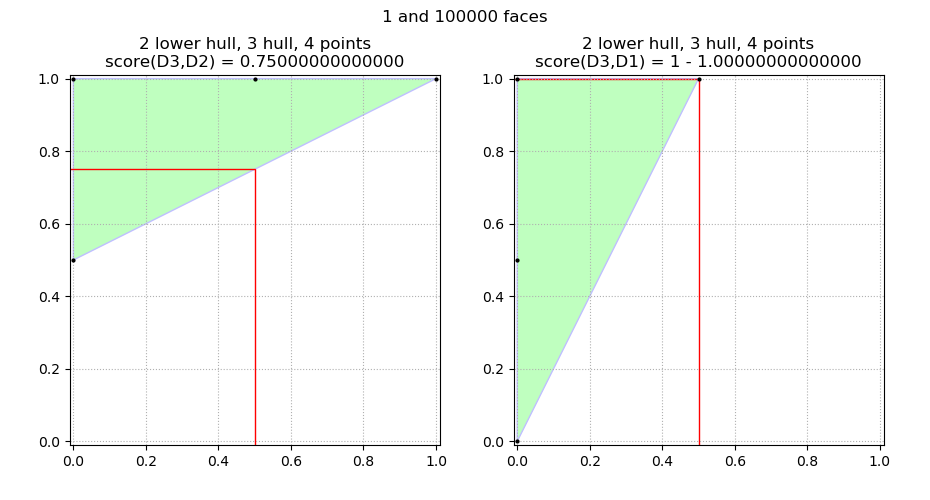 1 and 100000 faces
2 lower hull, 3 hull, 4 points
score(D3,D2) = 0.75000000000000
1.0
0.8
0.6
0.4
0.2
0.0
0.0 0.2 0.4 0.6 0.8 1.0
2 lower hull, 3 hull, 4 points
score(D3,D1) = 1 - 1.00000000000000
1.0
0.8
0.6
0.4
0.2
0.0
0.0 0.2 0.4 0.6 0.8 1.0